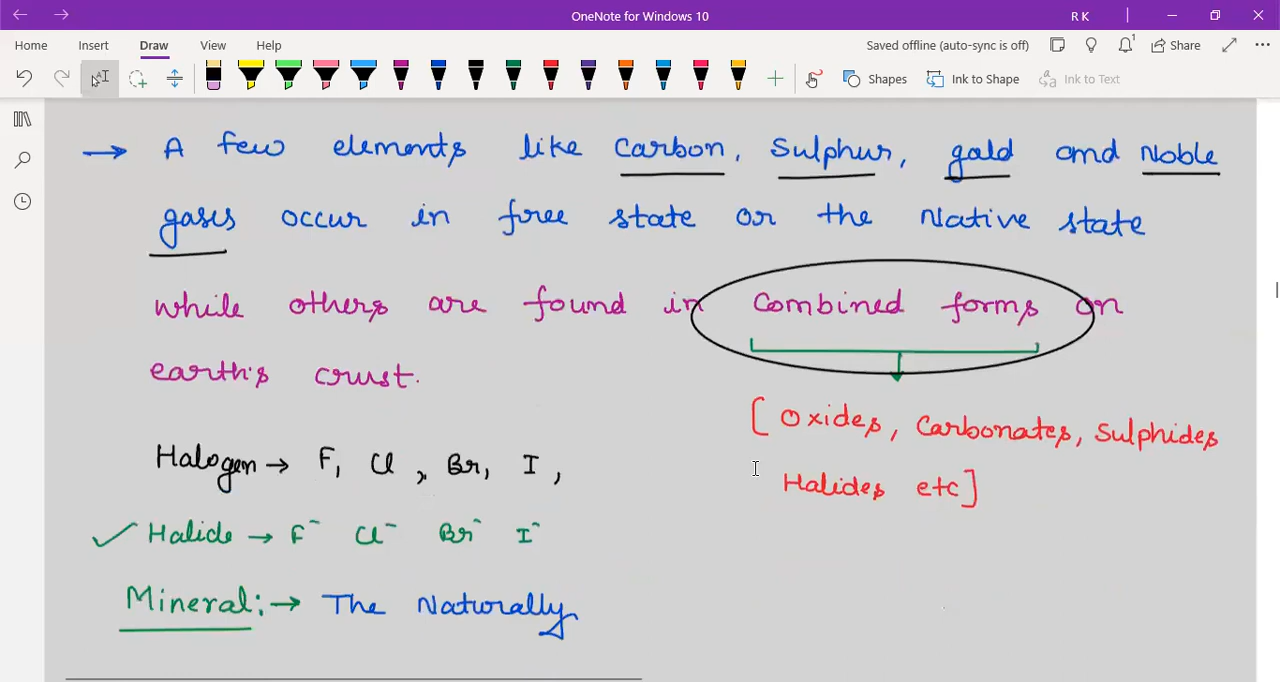 OneNote for Windows 10
R K
Home Insert Draw View Help
Saved offline (auto-sync is off)
1
Share
Shapes
Ink to Shape
Ink to Text
→ A few elements like Carbon, Sulphur, gold and Noble
gases occur in free state or the Native state
while others are found in Combined forms on
earth's crust.
[Oxides, Carbonates, Sulphides
Halides etc]
Halogen → F, Cl, Br, I,
✓ Halide → F⁻ Cl⁻ Br⁻ I⁻
Mineral:→ The Naturally